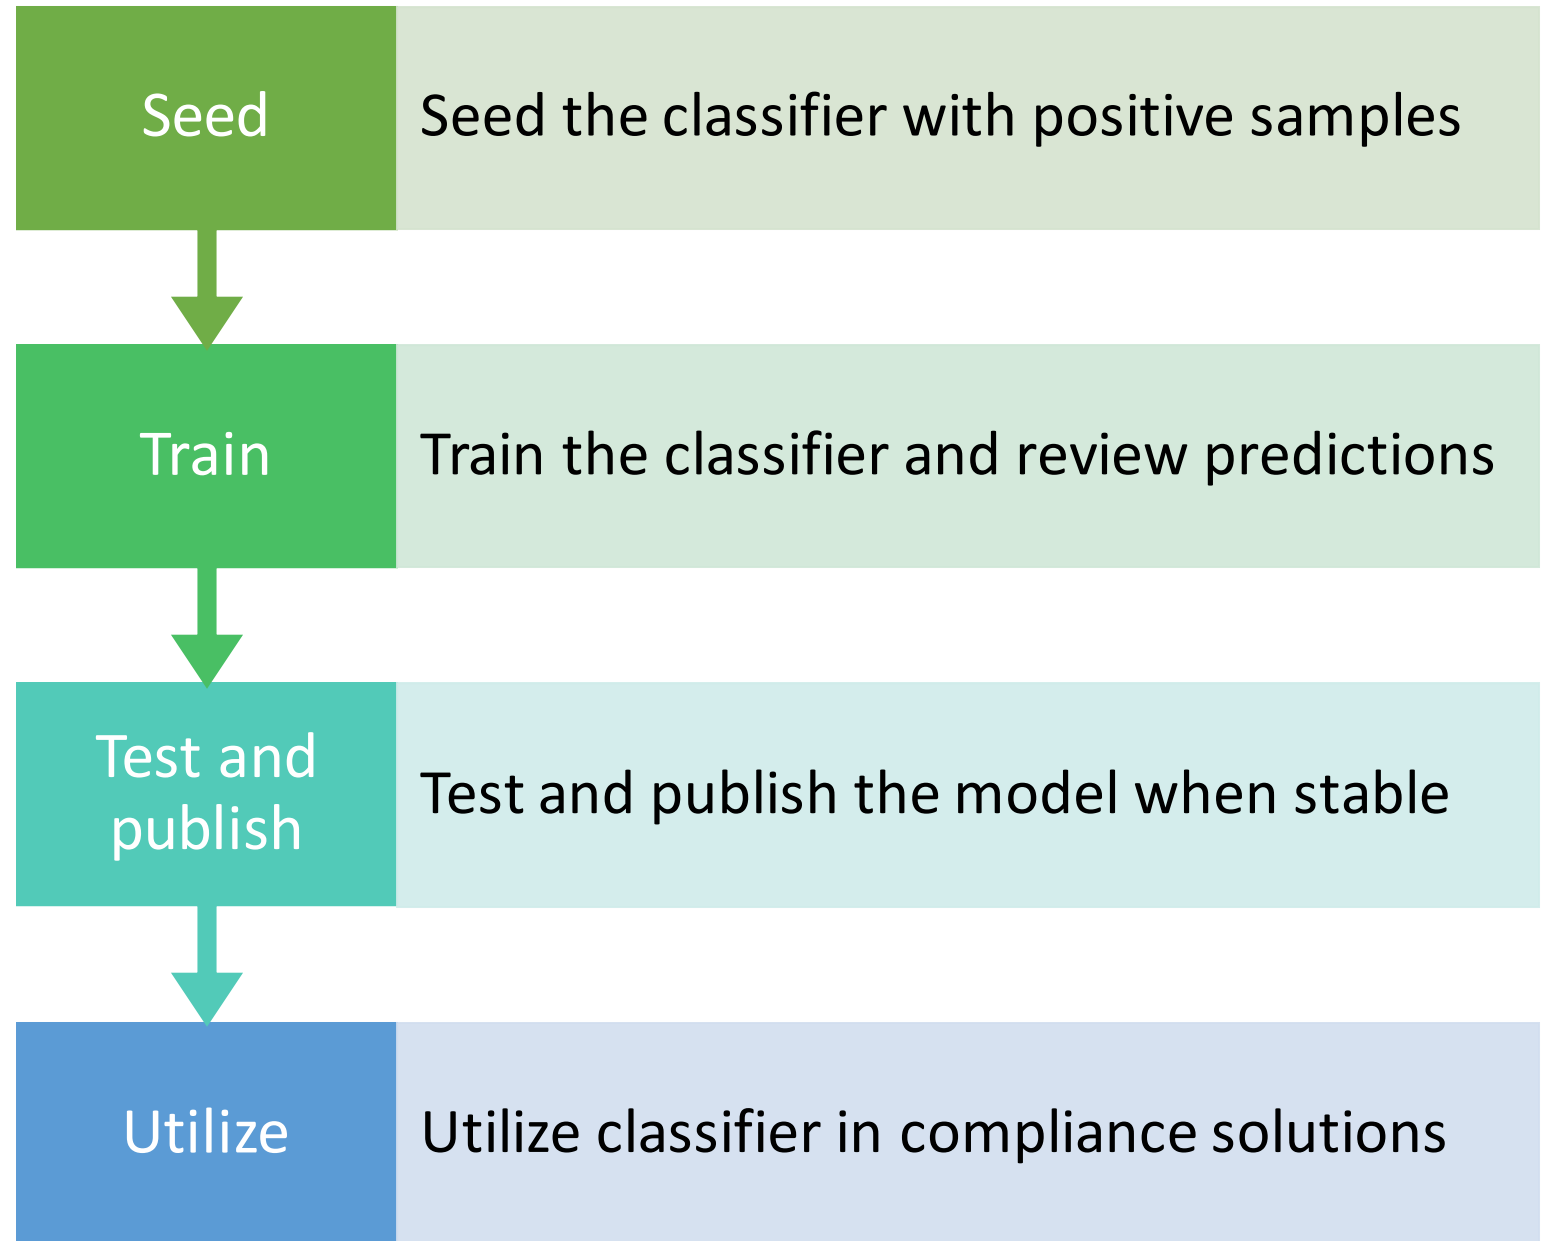 Seed
Seed the classifier with positive samples
Train
Train the classifier and review predictions
Test and
publish
Test and publish the model when stable
Utilize
Utilize classifier in compliance solutions